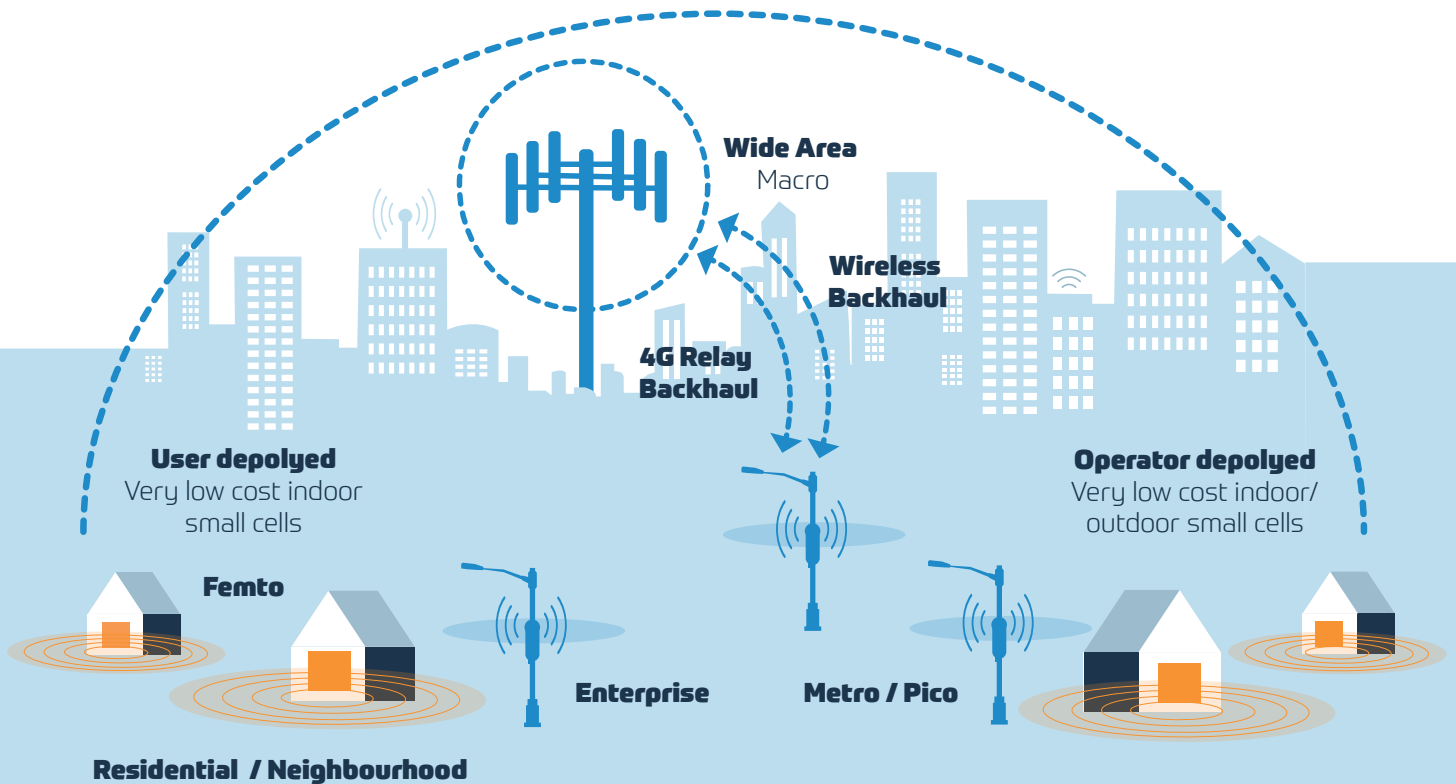 Wide Area
Macro
Wireless
Backhaul
4G Relay
Backhaul
User depolyed
Very low cost indoor
small cells
Operator depolyed
Very low cost indoor/
outdoor small cells
Femto
Enterprise
Metro / Pico
Residential / Neighbourhood